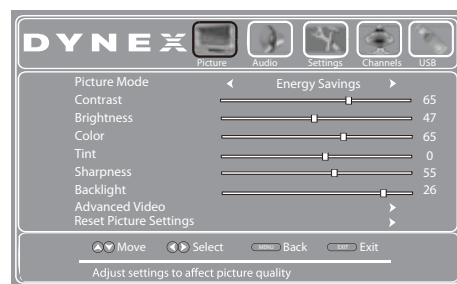 DYNEX
Picture Audio Settings Channels USB
Picture Mode Energy Savings
Contrast 65
Brightness 47
Color 65
Tint 0
Sharpness 55
Backlight 26
Advanced Video
Reset Picture Settings
Move Select MENU Back EXIT Exit
Adjust settings to affect picture quality